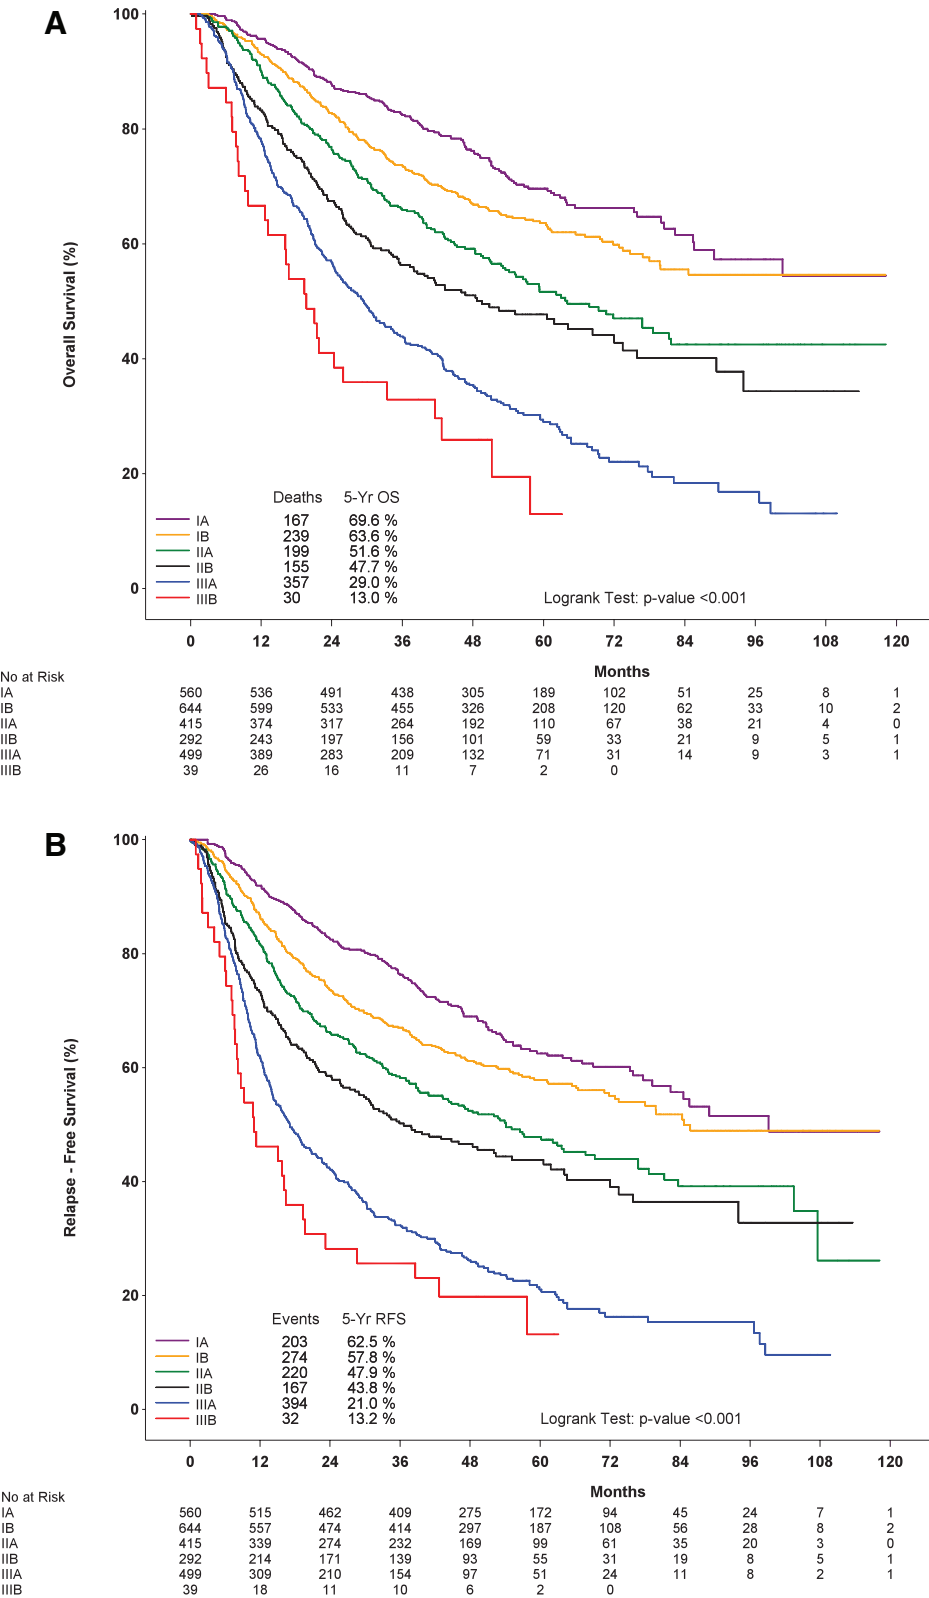 A
100
80
60
40
20
0
Overall Survival (%)
Deaths 5-Yr OS
IA 167 69.6 %
IB 239 63.6 %
IIA 199 51.6 %
IIB 155 47.7 %
IIIA 357 29.0 %
IIIB 30 13.0 %
Logrank Test: p-value <0.001
0 12 24 36 48 60 72 84 96 108 120
Months
No at Risk
IA 560 536 491 438 305 189 102 51 25 8 1
IB 644 599 533 455 326 208 120 62 33 10 2
IIA 415 374 317 264 192 110 67 38 21 4 0
IIB 292 243 197 156 101 59 33 21 9 5 1
IIIA 499 389 283 209 132 71 31 14 9 3 1
IIIB 39 26 16 11 7 2 0
B
100
80
60
40
20
0
Relapse - Free Survival (%)
Events 5-Yr RFS
IA 203 62.5 %
IB 274 57.8 %
IIA 220 47.9 %
IIB 167 43.8 %
IIIA 394 21.0 %
IIIB 32 13.2 %
Logrank Test: p-value <0.001
0 12 24 36 48 60 72 84 96 108 120
Months
No at Risk
IA 560 515 462 409 275 172 94 45 24 7 1
IB 644 557 474 414 297 187 108 56 28 8 2
IIA 415 339 274 232 169 99 61 35 20 3 0
IIB 292 214 171 139 93 55 31 19 8 5 1
IIIA 499 309 210 154 97 51 24 11 8 2 1
IIIB 39 18 11 10 6 2 0